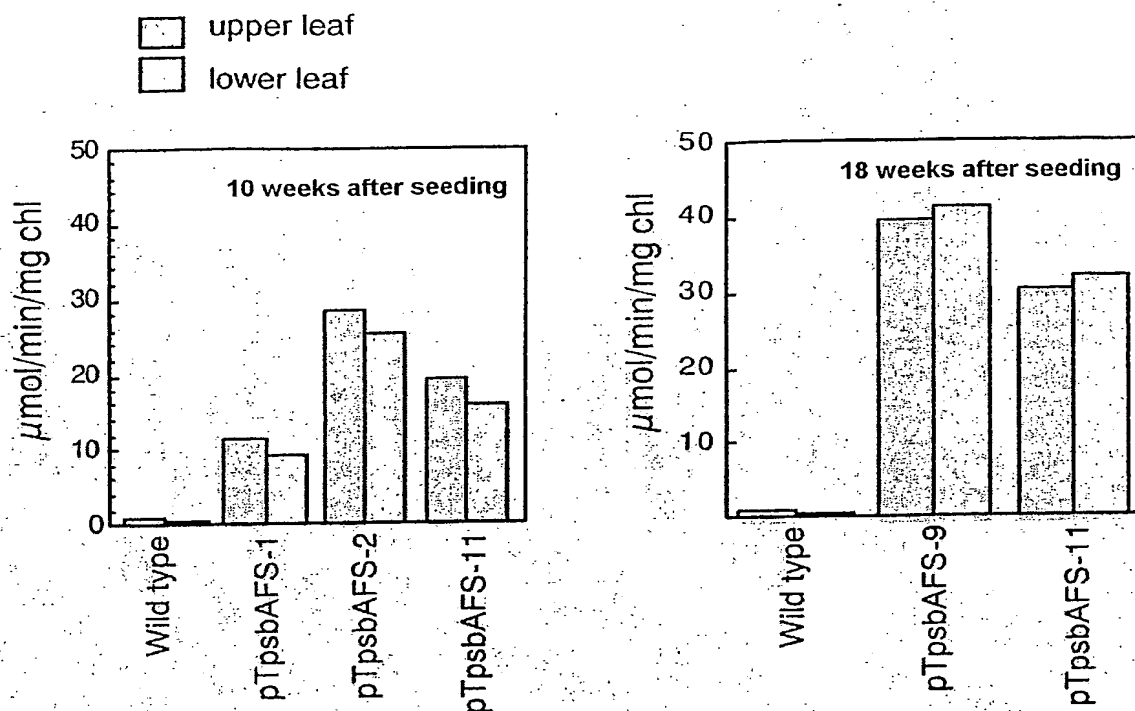 upper leaf
lower leaf
10 weeks after seeding
µmol/min/mg chl
50
40
30
20
10
0
Wild type
pTpsbAFS-1
pTpsbAFS-2
pTpsbAFS-11
18 weeks after seeding
µmol/min/mg chl
50
40
30
20
10
Wild type
pTpsbAFS-9
pTpsbAFS-11